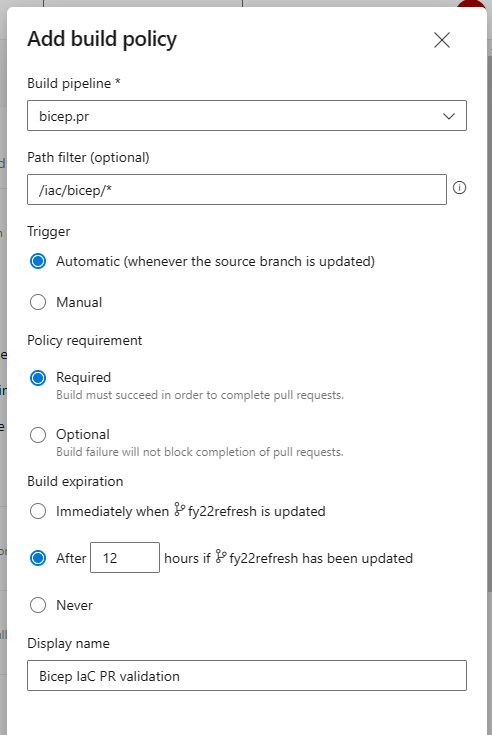 Add build policy
Build pipeline *
bicep.pr
Path filter (optional)
/iac/bicep/*
Trigger
Automatic (whenever the source branch is updated)
Manual
Policy requirement
Required
Build must succeed in order to complete pull requests.
Optional
Build failure will not block completion of pull requests.
Build expiration
Immediately when fy22refresh is updated
After 12 hours if fy22refresh has been updated
Never
Display name
Bicep IaC PR validation